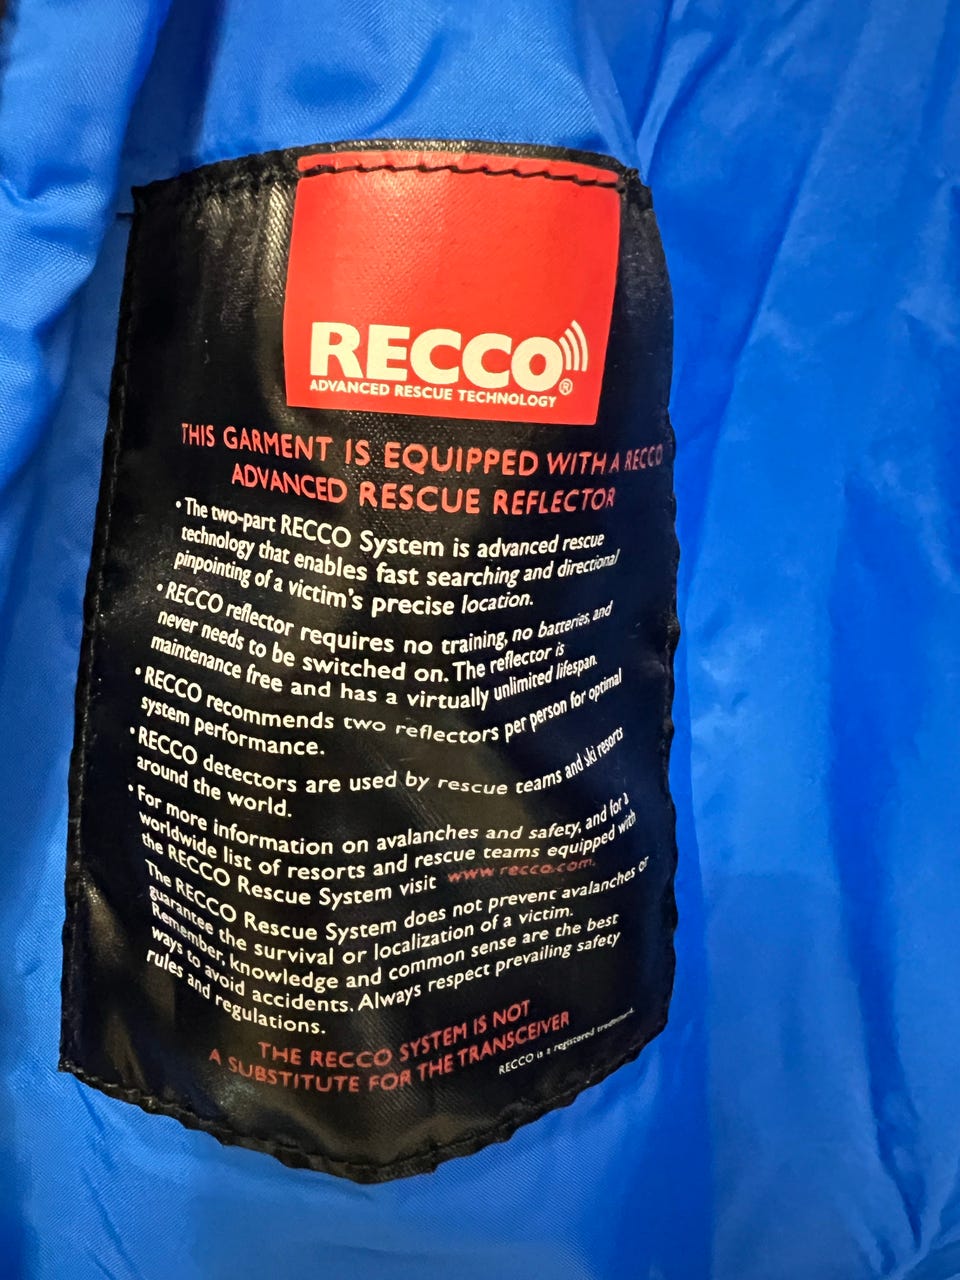 RECCO®
ADVANCED RESCUE TECHNOLOGY
THIS GARMENT IS EQUIPPED WITH A RECCO
ADVANCED RESCUE REFLECTOR
• The two-part RECCO System is advanced rescue
technology that enables fast searching and directional
pinpointing of a victim's precise location.
• RECCO reflector requires no training, no batteries, and
never needs to be switched on. The reflector is
maintenance free and has a virtually unlimited lifespan.
• RECCO recommends two reflectors per person for optimal
system performance.
• RECCO detectors are used by rescue teams and ski resorts
around the world.
• For more information on avalanches and safety, and for a
worldwide list of resorts and rescue teams equipped with
the RECCO Rescue System visit www.recco.com.
The RECCO Rescue System does not prevent avalanches or
guarantee the survival or localization of a victim.
Remember, knowledge and common sense are the best
ways to avoid accidents. Always respect prevailing safety
rules and regulations.
THE RECCO SYSTEM IS NOT
A SUBSTITUTE FOR THE TRANSCEIVER
RECCO is a registered trademark.